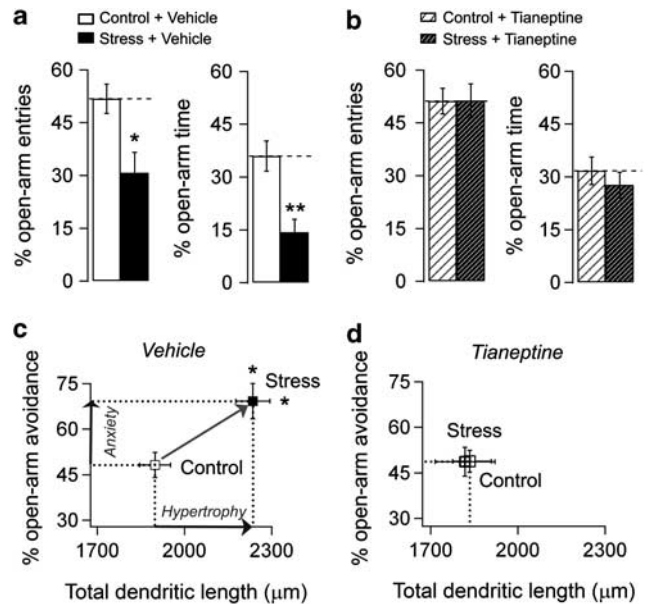 a
Control + Vehicle
Stress + Vehicle
% open-arm entries
60
45
30
15
0
*
% open-arm time
60
45
30
15
0
**
b
Control + Tianeptine
Stress + Tianeptine
% open-arm entries
60
45
30
15
0
% open-arm time
60
45
30
15
0
c
Vehicle
% open-arm avoidance
75
60
45
30
Anxiety
*
Stress
*
Control
Hypertrophy
1700 2000 2300
Total dendritic length (μm)
d
Tianeptine
% open-arm avoidance
75
60
45
30
Stress
Control
1700 2000 2300
Total dendritic length (μm)